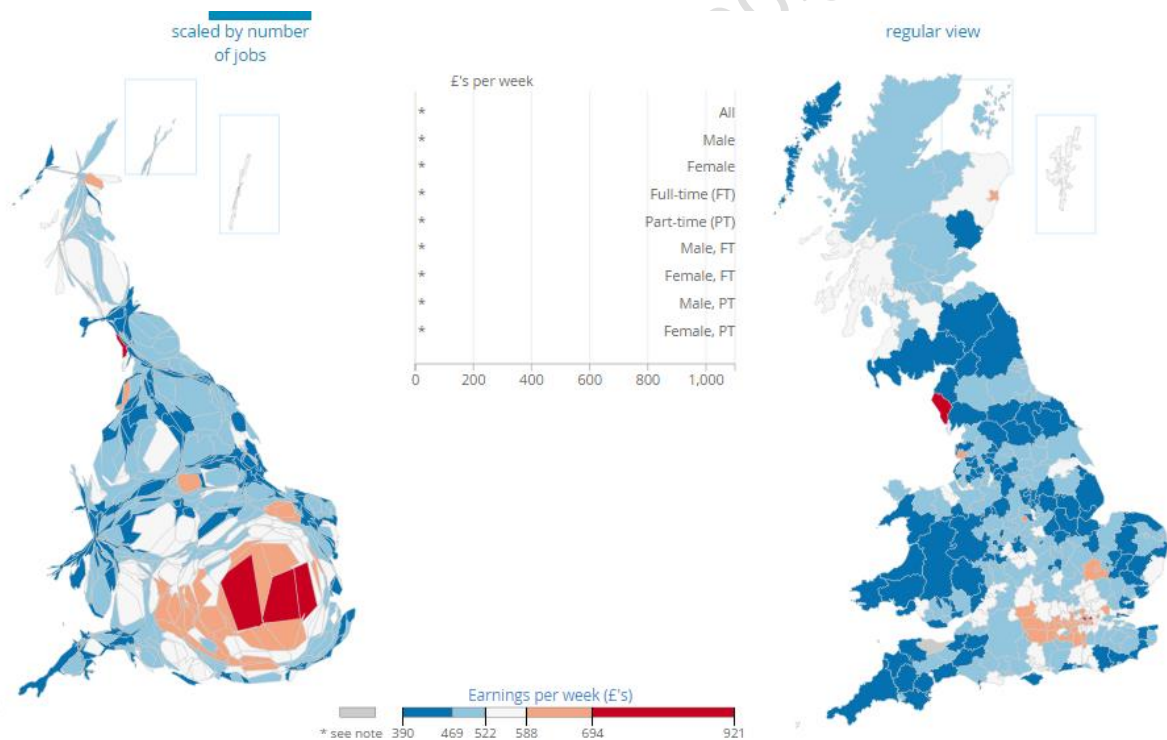 scaled by number
of jobs
regular view
£'s per week
* All
* Male
* Female
* Full-time (FT)
* Part-time (PT)
* Male, FT
* Female, FT
* Male, PT
* Female, PT
0 200 400 600 800 1,000
Earnings per week (£'s)
* see note 390 469 522 588 694 921